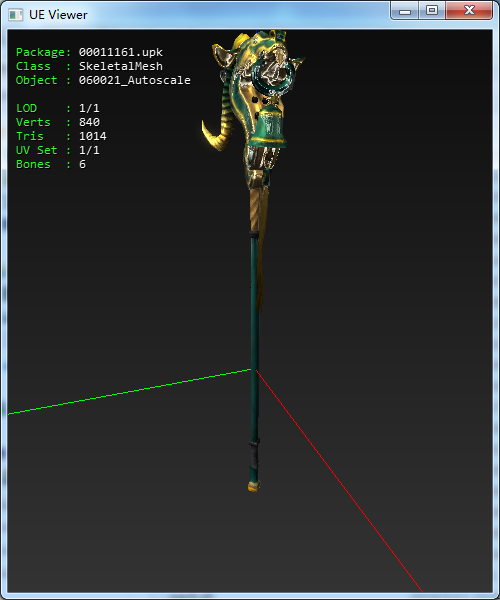 UE Viewer
Package: 00011161.upk
Class  : SkeletalMesh
Object : 060021_Autoscale
LOD    : 1/1
Verts  : 840
Tris   : 1014
UV Set : 1/1
Bones  : 6